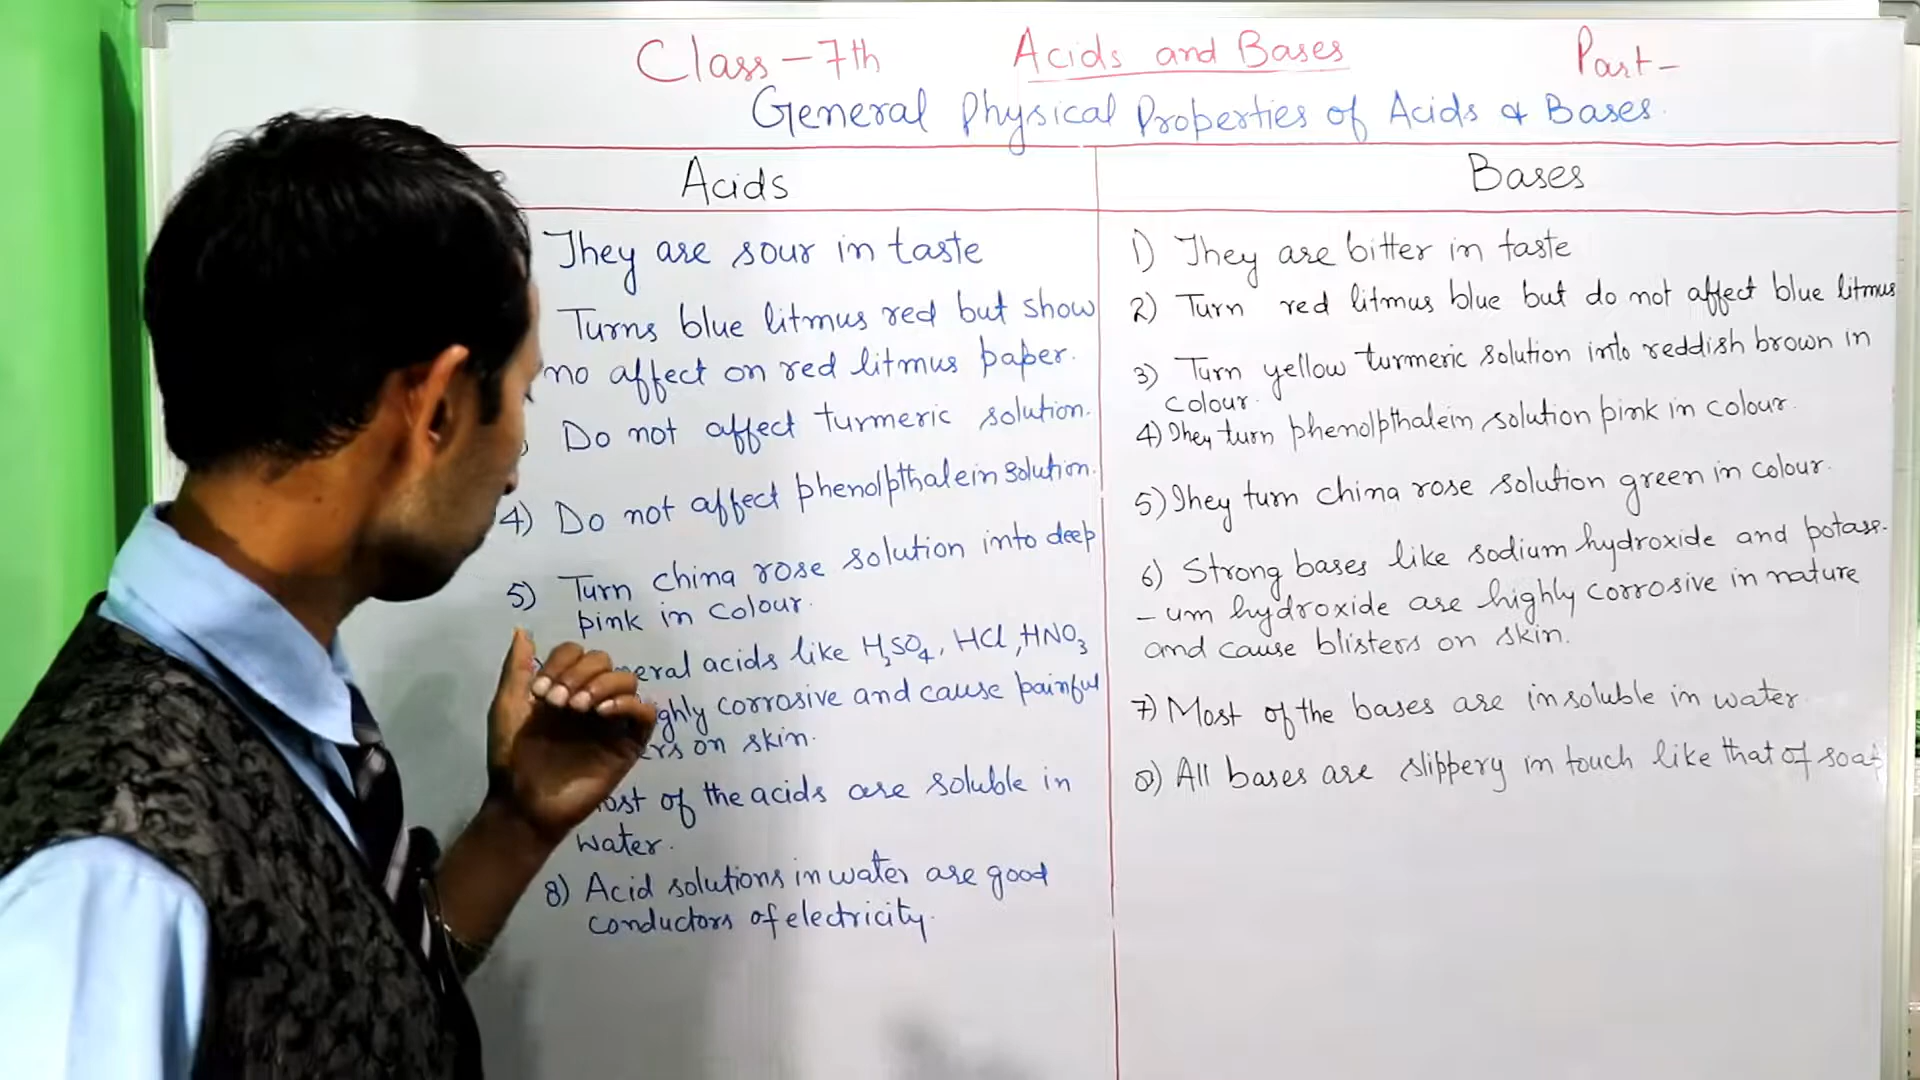 Class-7th Acids and Bases Part-
General Physical Properties of Acids & Bases.
Acids
They are sour in taste
Turns blue litmus red but show
no affect on red litmus paper.
Do not affect turmeric solution.
4) Do not affect phenolpthalein solution.
5) Turn china rose solution into deep
pink in colour.
acids like H2SO4, HCl, HNO3
corrosive and cause painful
on skin.
of the acids are soluble in
water.
8) Acid solutions in water are good
conductors of electricity.
Bases
1) They are bitter in taste
2) Turn red litmus blue but do not affect blue litmus
3) Turn yellow turmeric solution into reddish brown in
colour.
4) They turn phenolpthalein solution pink in colour.
5) They turn china rose solution green in colour.
6) Strong bases like sodium hydroxide and potass-
-um hydroxide are highly corrosive in nature
and cause blisters on skin.
7) Most of the bases are insoluble in water.
8) All bases are slippery in touch like that of soap